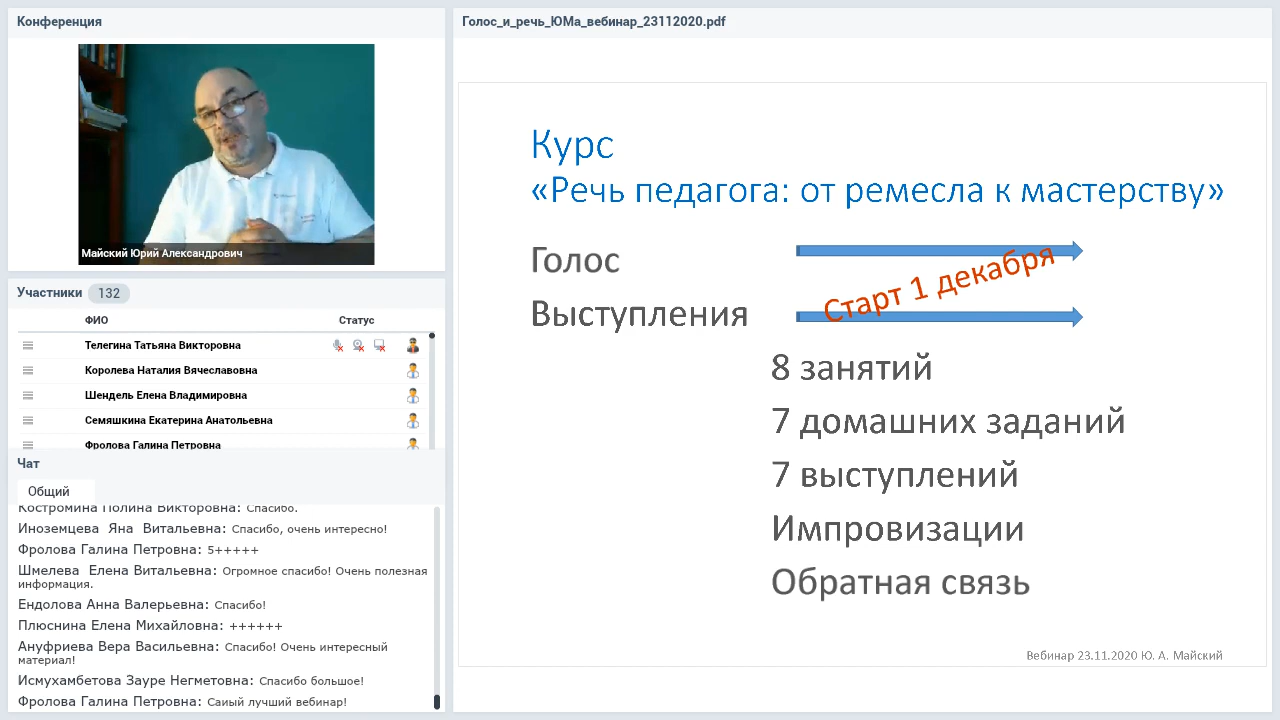 Конференция
Майский Юрий Александрович
Участники 132
ФИО Статус
Телегина Татьяна Викторовна
Королева Наталия Вячеславовна
Шендель Елена Владимировна
Семяшкина Екатерина Анатольевна
Фролова Галина Петровна
Чат
Общий
Костромина Полина Викторовна: Спасибо.
Иноземцева Яна Витальевна: Спасибо, очень интересно!
Фролова Галина Петровна: 5+++++
Шмелева Елена Витальевна: Огромное спасибо! Очень полезная
информация.
Ендолова Анна Валерьевна: Спасибо!
Плюснина Елена Михайловна: ++++++
Ануфриева Вера Васильевна: Спасибо! Очень интересный
материал!
Исмухамбетова Зауре Негметовна: Спасибо большое!
Фролова Галина Петровна: Саиый лучший вебинар!
Голос_и_речь_ЮМа_вебинар_23112020.pdf
Курс
«Речь педагога: от ремесла к мастерству»
Голос
Старт 1 декабря
Выступления
8 занятий
7 домашних заданий
7 выступлений
Импровизации
Обратная связь
Вебинар 23.11.2020 Ю. А. Майский